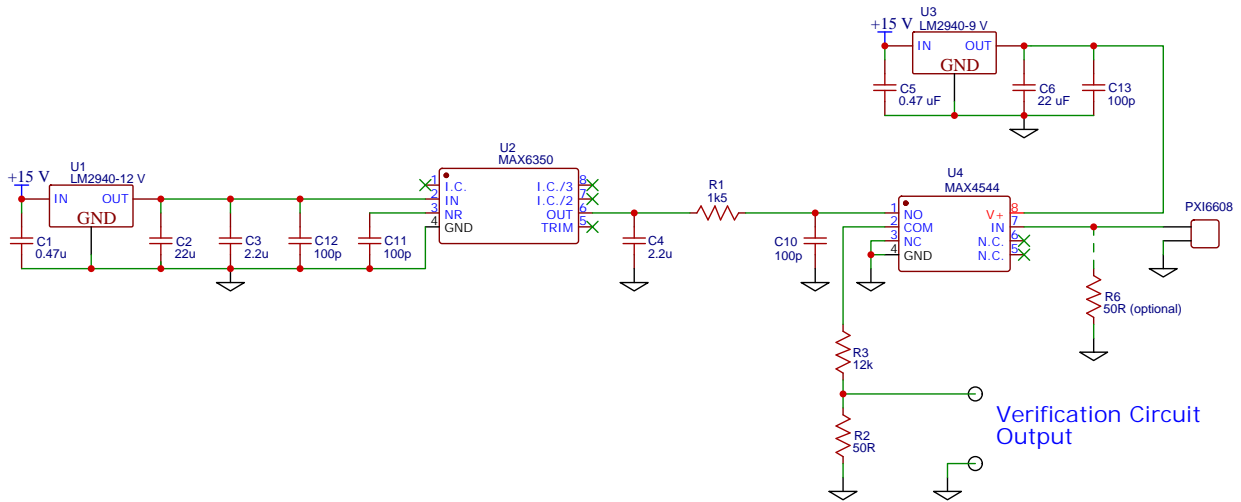 U3
LM2940-9 V
+15 V
IN
OUT
GND
C5
0.47 uF
C6
22 uF
C13
100p
U1
LM2940-12 V
+15 V
IN
OUT
GND
C1
0.47u
C2
22u
C3
2.2u
C12
100p
C11
100p
U2
MAX6350
1
I.C.
2
IN
3
NR
4
GND
I.C./3
8
I.C./2
7
OUT
6
TRIM
5
C4
2.2u
R1
1k5
C10
100p
U4
MAX4544
1
NO
2
COM
3
NC
4
GND
V+
8
IN
7
N.C.
6
N.C.
5
PXI6608
R6
50R (optional)
R3
12k
R2
50R
Verification Circuit
Output